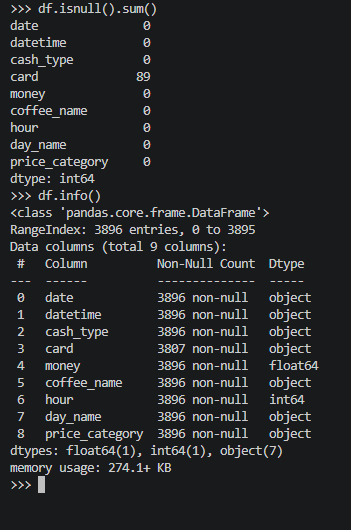 >>> df.isnull().sum()
date                0
datetime            0
cash_type           0
card               89
money               0
coffee_name         0
hour                0
day_name            0
price_category      0
dtype: int64
>>> df.info()
<class 'pandas.core.frame.DataFrame'>
RangeIndex: 3896 entries, 0 to 3895
Data columns (total 9 columns):
 #   Column          Non-Null Count  Dtype
---  ------          --------------  -----
 0   date            3896 non-null   object
 1   datetime        3896 non-null   object
 2   cash_type       3896 non-null   object
 3   card            3807 non-null   object
 4   money           3896 non-null   float64
 5   coffee_name     3896 non-null   object
 6   hour            3896 non-null   int64
 7   day_name        3896 non-null   object
 8   price_category  3896 non-null   object
dtypes: float64(1), int64(1), object(7)
memory usage: 274.1+ KB
>>>